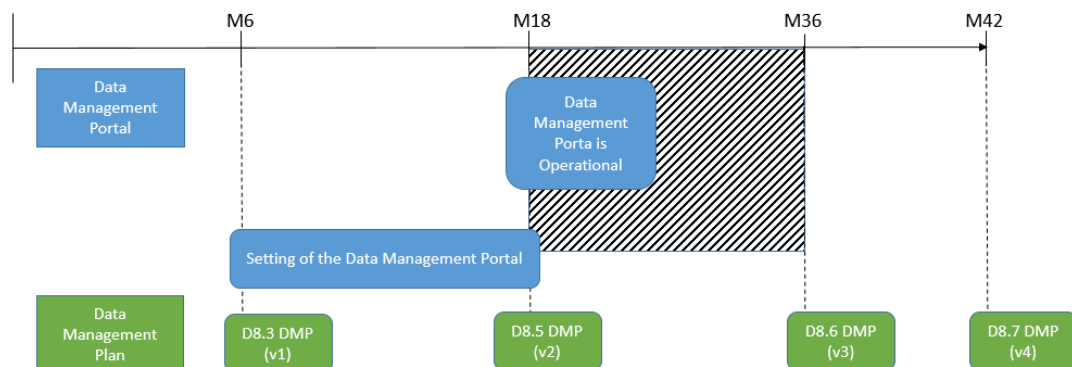 M6
M18
M36
M42
Data
Management
Portal
Data
Management
Porta is
Operational
Setting of the Data Management Portal
Data
Management
Plan
D8.3 DMP
(v1)
D8.5 DMP
(v2)
D8.6 DMP
(v3)
D8.7 DMP
(v4)